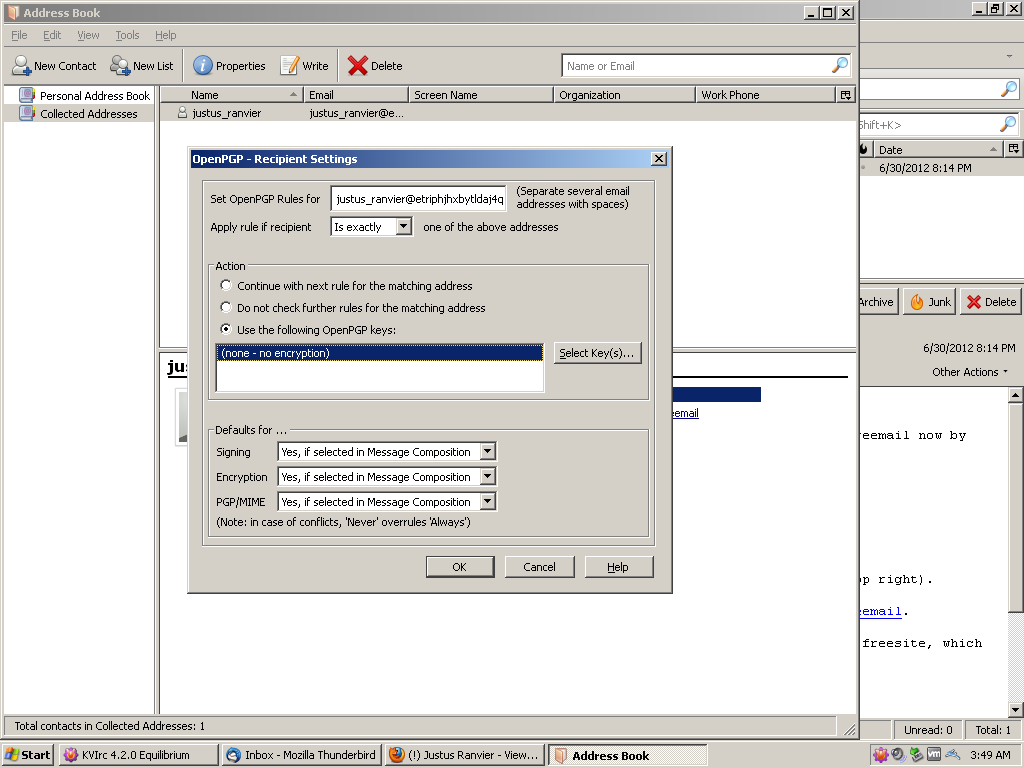 Address Book
File Edit View Tools Help
New Contact New List Properties Write Delete Name or Email
Personal Address Book
Collected Addresses
Name Email Screen Name Organization Work Phone
justus_ranvier justus_ranvier@e...
Shift+K>
Date
6/30/2012 8:14 PM
OpenPGP - Recipient Settings
Set OpenPGP Rules for justus_ranvier@etriphjhxbytldaj4q (Separate several email
addresses with spaces)
Apply rule if recipient Is exactly one of the above addresses
Action
Continue with next rule for the matching address
Do not check further rules for the matching address
Use the following OpenPGP keys:
(none - no encryption) Select Key(s)...
Defaults for ...
Signing Yes, if selected in Message Composition
Encryption Yes, if selected in Message Composition
PGP/MIME Yes, if selected in Message Composition
(Note: in case of conflicts, 'Never' overrules 'Always')
OK Cancel Help
jus
Archive Junk Delete
6/30/2012 8:14 PM
Other Actions
eemail
eemail now by
op right).
eemail.
freesite, which
Total contacts in Collected Addresses: 1
Unread: 0 Total: 1
Start KVIrc 4.2.0 Equilibrium Inbox - Mozilla Thunderbird (!) Justus Ranvier - View... Address Book 3:49 AM